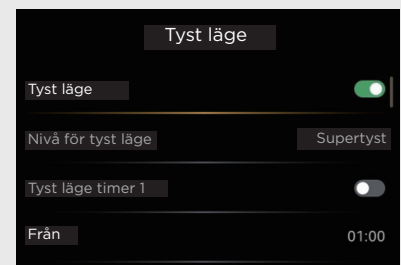 Tyst läge
Tyst läge
Nivå för tyst läge Supertyst
Tyst läge timer 1
Från 01:00